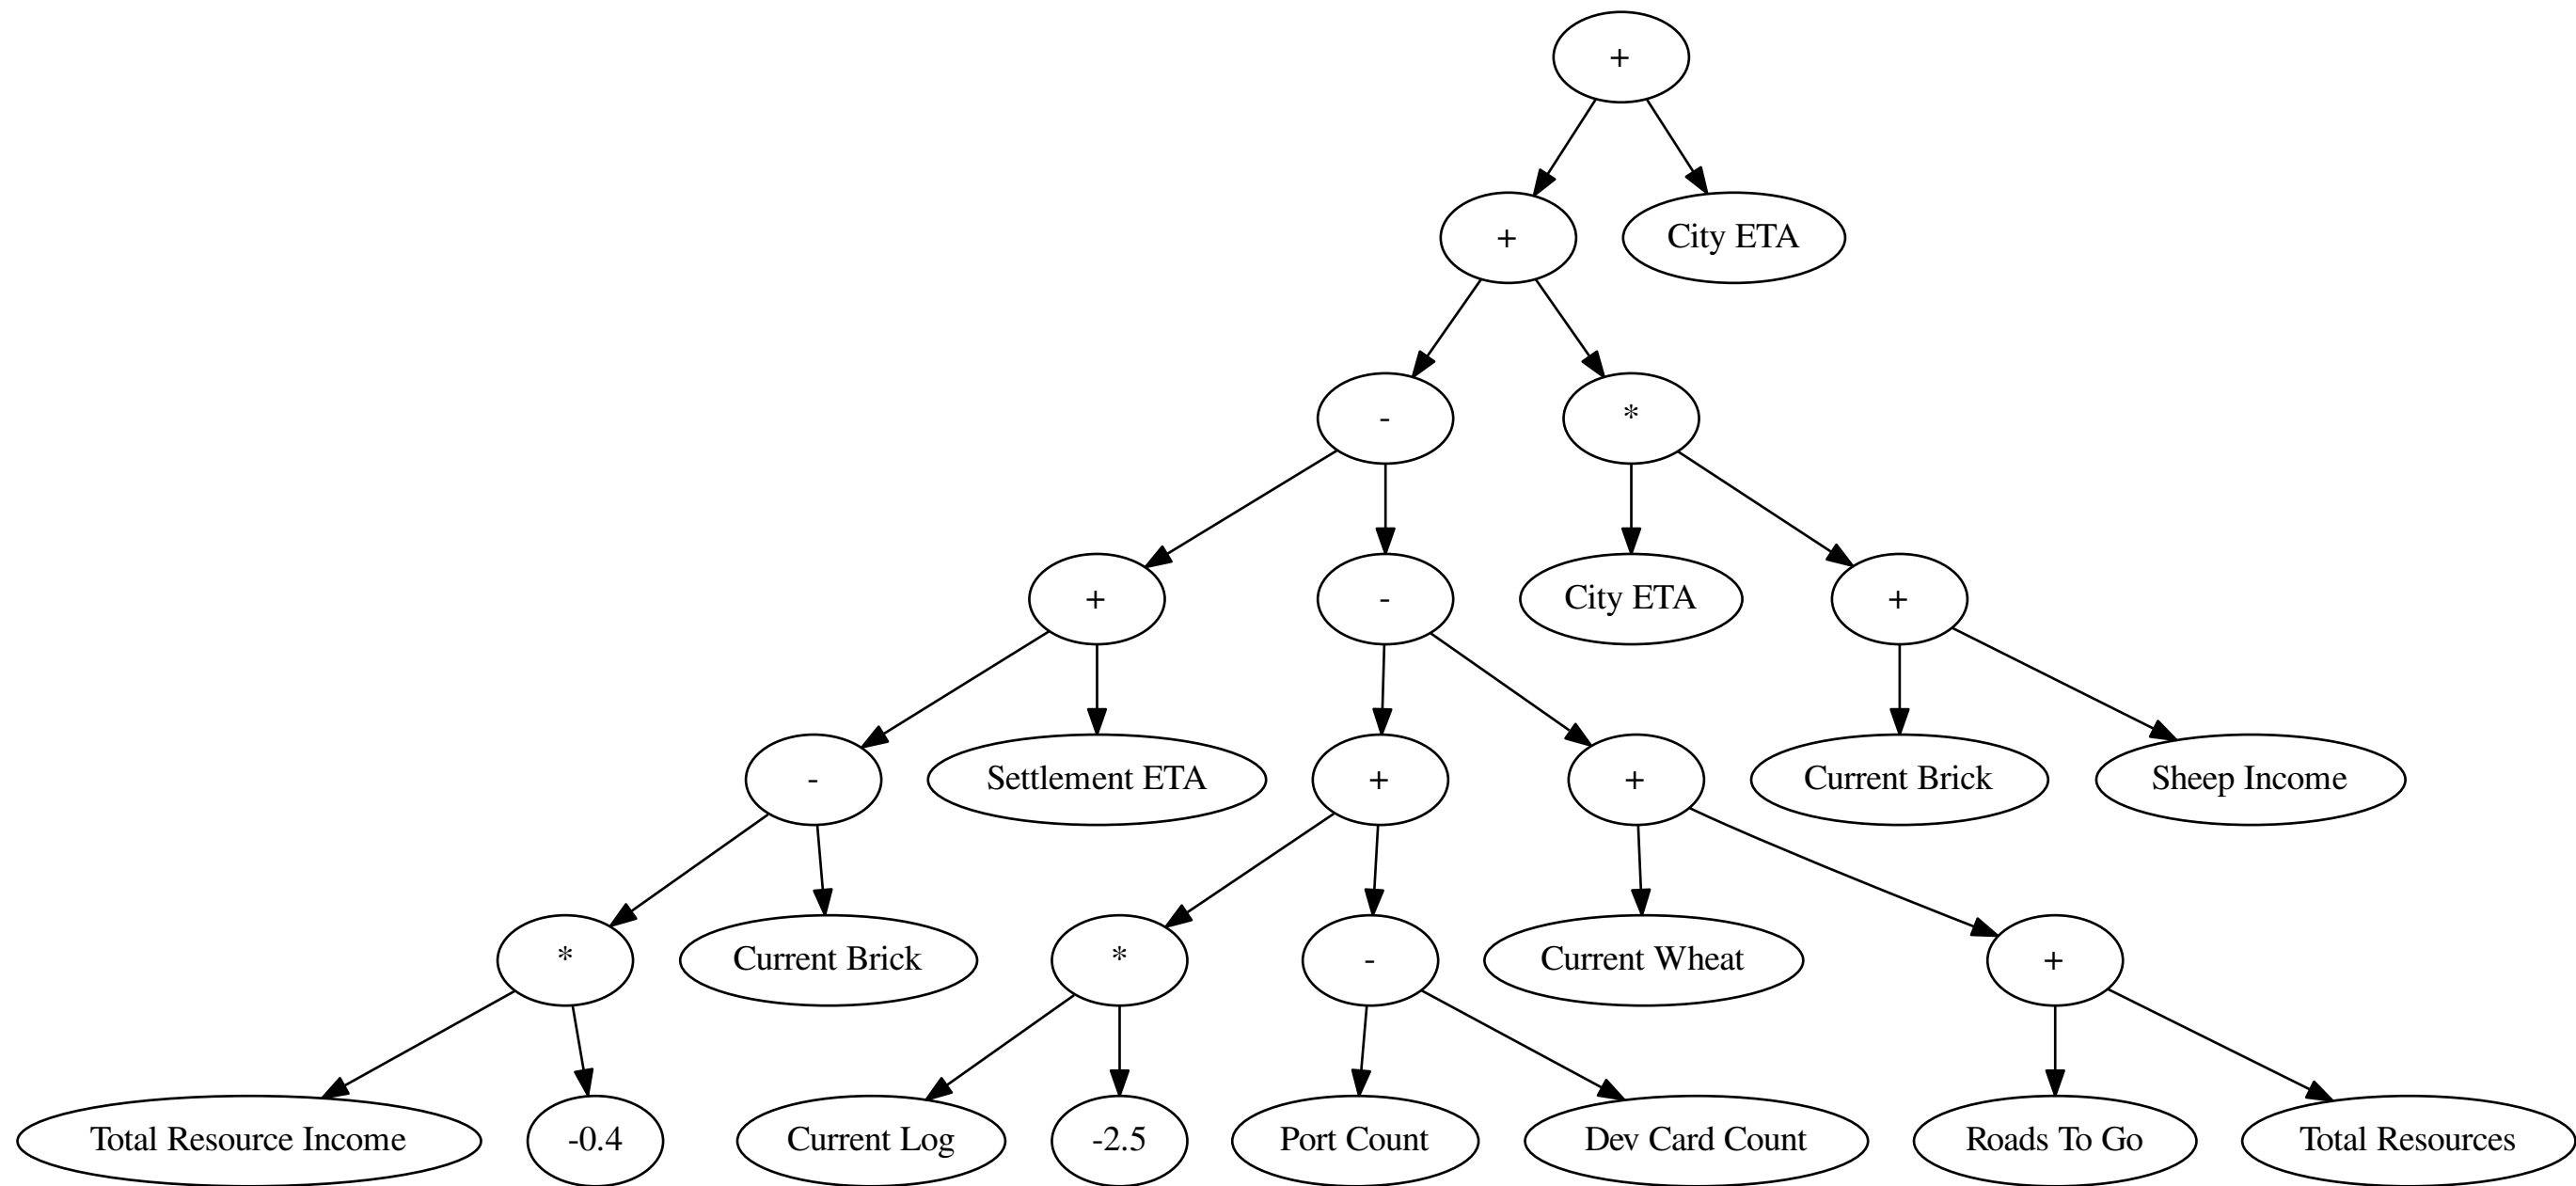 +
+
City ETA
-
*
+
-
City ETA
+
-
Settlement ETA
+
+
Current Brick
Sheep Income
*
Current Brick
*
-
Current Wheat
+
Total Resource Income
-0.4
Current Log
-2.5
Port Count
Dev Card Count
Roads To Go
Total Resources